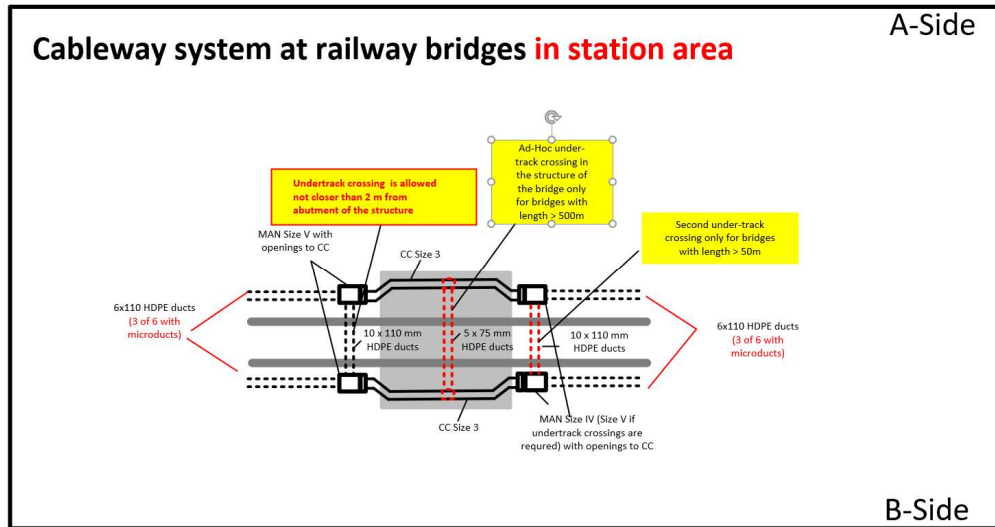 A-Side
Cableway system at railway bridges in station area
Ad-Hoc under-
track crossing in
the structure of
the bridge only
for bridges with
length > 500m
Undertrack crossing is allowed
not closer than 2 m from
abutment of the structure
Second under-track
crossing only for bridges
with length > 50m
MAN Size V with
openings to CC
CC Size 3
6x110 HDPE ducts
(3 of 6 with
microducts)
10 x 110 mm
HDPE ducts
5 x 75 mm
HDPE ducts
10 x 110 mm
HDPE ducts
6x110 HDPE ducts
(3 of 6 with
microducts)
CC Size 3
MAN Size IV (Size V if
undertrack crossings are
requred) with openings to CC
B-Side